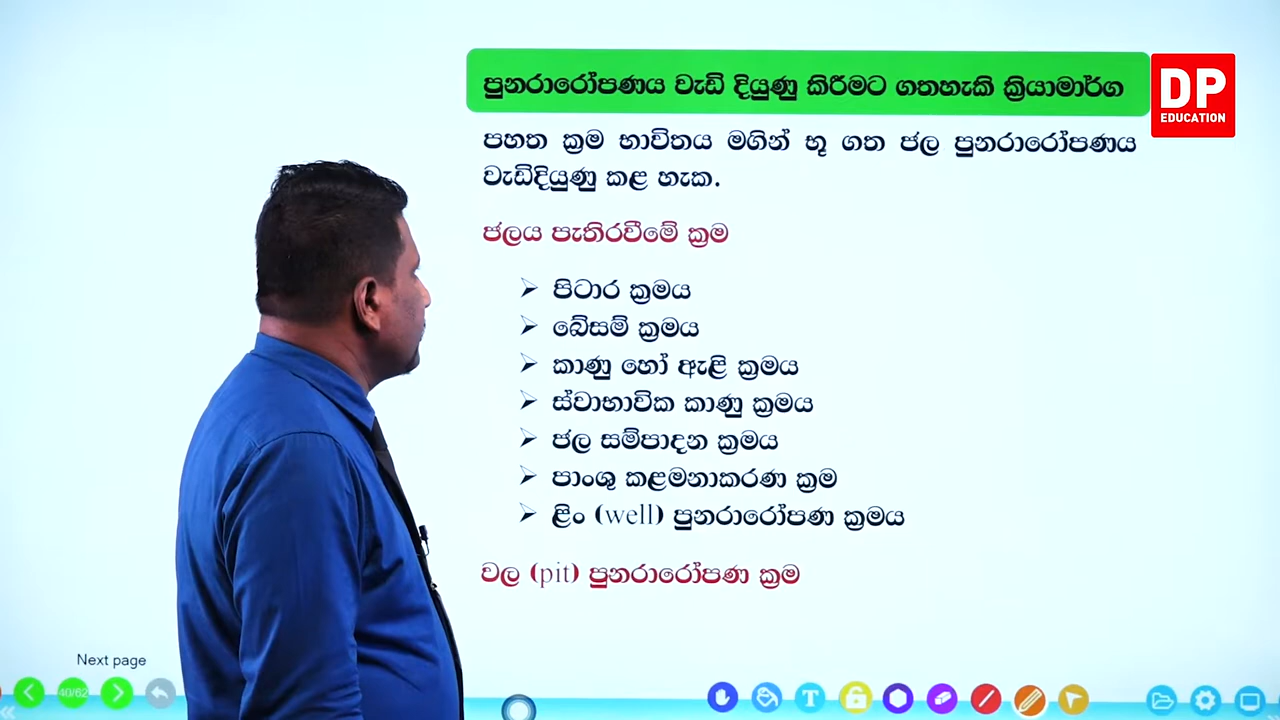 පුනරාරෝපණය වැඩි දියුණු කිරීමට ගතහැකි ක්‍රියාමාර්ග
DP
EDUCATION
පහත ක්‍රම භාවිතය මගින් භූ ගත ජල පුනරාරෝපණය
වැඩිදියුණු කළ හැක.
ජලය පැතිරවීමේ ක්‍රම
➢ පිටාර ක්‍රමය
➢ බේසම් ක්‍රමය
➢ කාණු හෝ ඇළි ක්‍රමය
➢ ස්වාභාවික කාණු ක්‍රමය
➢ ජල සම්පාදන ක්‍රමය
➢ පාංශු කළමනාකරණ ක්‍රම
➢ ළිං (well) පුනරාරෝපණ ක්‍රමය
වල (pit) පුනරාරෝපණ ක්‍රම
Next page
40/62
T